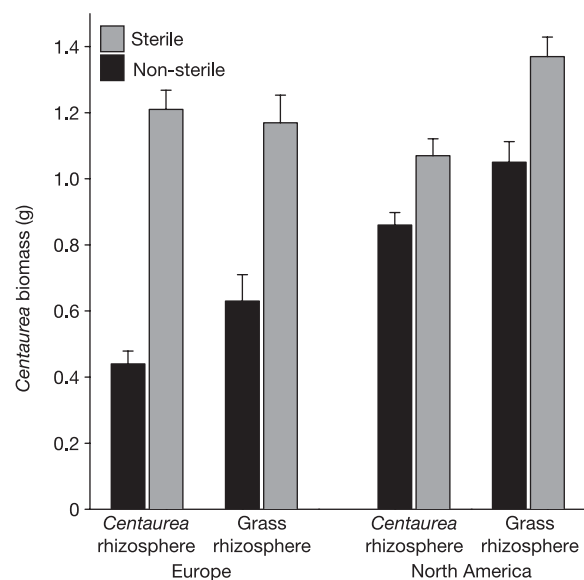 1.4
1.2
1.0
0.8
0.6
0.4
0.2
0
Centaurea biomass (g)
Sterile
Non-sterile
Centaurea Grass Centaurea Grass
rhizosphere rhizosphere rhizosphere rhizosphere
Europe North America